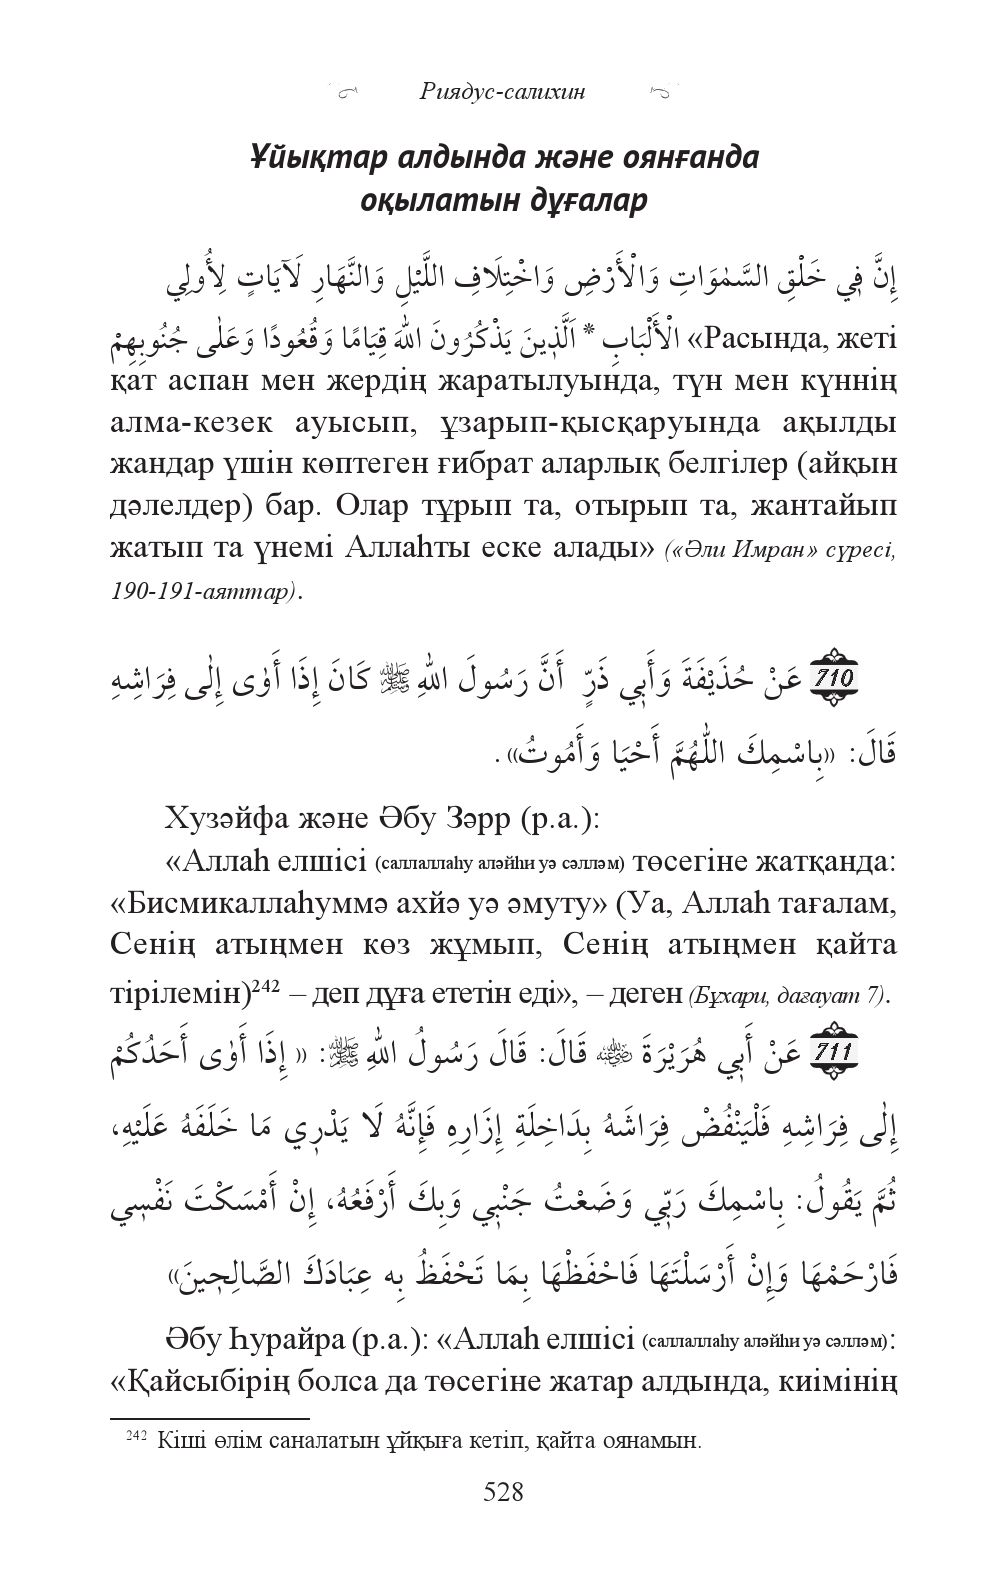 Риядус-салихин
Ұйықтар алдында және оянғанда
оқылатын дұғалар
إِنَّ فِي خَلْقِ السَّمٰوَاتِ وَالْأَرْضِ وَاخْتِلَافِ اللَّيْلِ وَالنَّهَارِ لَآيَاتٍ لِأُولِي
الْأَلْبَابِ * اَلَّذِينَ يَذْكُرُونَ اللهَ قِيَامًا وَقُعُودًا وَعَلٰى جُنُوبِهِمْ «Расында, жеті
қат аспан мен жердің жаратылуында, түн мен күннің
алма-кезек ауысып, ұзарып-қысқаруында ақылды
жандар үшін көптеген ғибрат аларлық белгілер (айқын
дәлелдер) бар. Олар тұрып та, отырып та, жантайып
жатып та үнемі Аллаһты еске алады» («Әли Имран» сүресі,
190-191-аяттар).
710 عَنْ حُذَيْفَةَ وَأَبِي ذَرٍّ أَنَّ رَسُولَ اللهِ ﷺ كَانَ إِذَا أَوٰى إِلٰى فِرَاشِهِ
قَالَ: «بِاسْمِكَ اللّٰهُمَّ أَحْيَا وَأَمُوتُ».
Хузәйфа және Әбу Зәрр (р.а.):
«Аллаһ елшісі (саллаллаһу аләйһи уә сәлләм) төсегіне жатқанда:
«Бисмикаллаһуммә ахйә уә әмуту» (Уа, Аллаһ тағалам,
Сенің атыңмен көз жұмып, Сенің атыңмен қайта
тірілемін)²⁴² – деп дұға ететін еді», – деген (Бұхари, дағауат 7).
711 عَنْ أَبِي هُرَيْرَةَ ﵁ قَالَ: قَالَ رَسُولُ اللهِ ﷺ: « إِذَا أَوٰى أَحَدُكُمْ
إِلٰى فِرَاشِهِ فَلْيَنْفُضْ فِرَاشَهُ بِدَاخِلَةِ إِزَارِهِ فَإِنَّهُ لَا يَدْرِي مَا خَلَفَهُ عَلَيْهِ،
ثُمَّ يَقُولُ: بِاسْمِكَ رَبِّي وَضَعْتُ جَنْبِي وَبِكَ أَرْفَعُهُ، إِنْ أَمْسَكْتَ نَفْسِي
فَارْحَمْهَا وَإِنْ أَرْسَلْتَهَا فَاحْفَظْهَا بِمَا تَحْفَظُ بِهِ عِبَادَكَ الصَّالِحِينَ»
Әбу Һурайра (р.а.): «Аллаһ елшісі (саллаллаһу аләйһи уә сәлләм):
«Қайсыбірің болса да төсегіне жатар алдында, киімінің
²⁴² Кіші өлім саналатын ұйқыға кетіп, қайта оянамын.
528